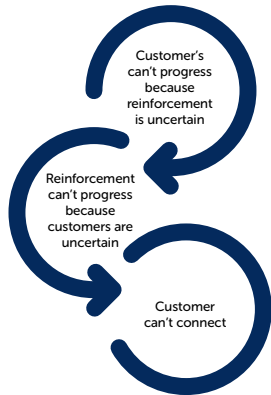 Customer's
can't progress
because
reinforcement
is uncertain
Reinforcement
can't progress
because
customers are
uncertain
Customer
can't connect